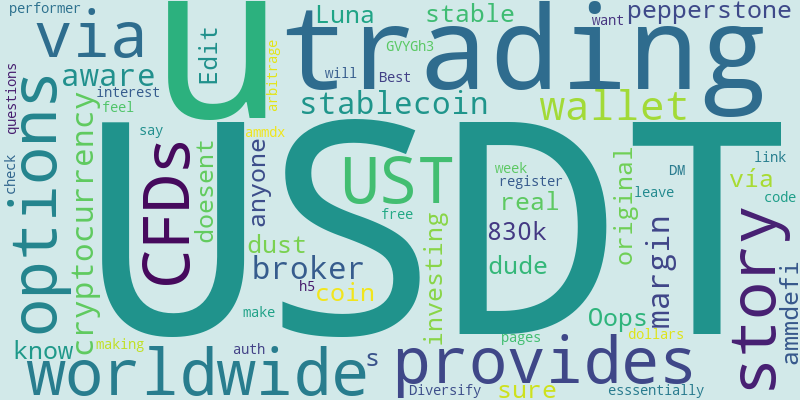 performer
via
u
trading
Luna
stable
want
pepperstone
GVYGh3
Edit
aware
interest
feel
arbitrage
will
Best
stablecoin
wallet
questions
options
cryptocurrency
say
ammdx
USDT
CFDs
doesent
anyone
UST
week
register
real
original
DM
link
leave
vía
code
check
free
830k
dust
broker
h5
coin
investing
dude
margin
story
ammdefi
make
Oops
dollars
pages
know
making
auth
s
worldwide
provides
Diversify
sure
esssentially